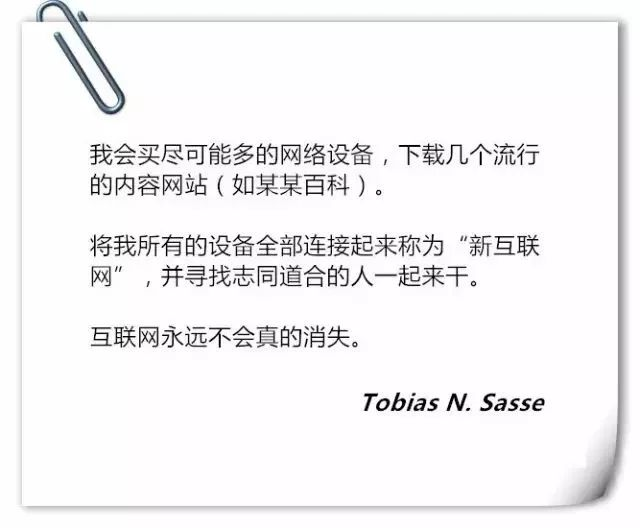 我会买尽可能多的网络设备，下载几个流行
的内容网站（如某某百科）。
将我所有的设备全部连接起来称为“新互联
网”，并寻找志同道合的人一起来干。
互联网永远不会真的消失。
Tobias N. Sasse